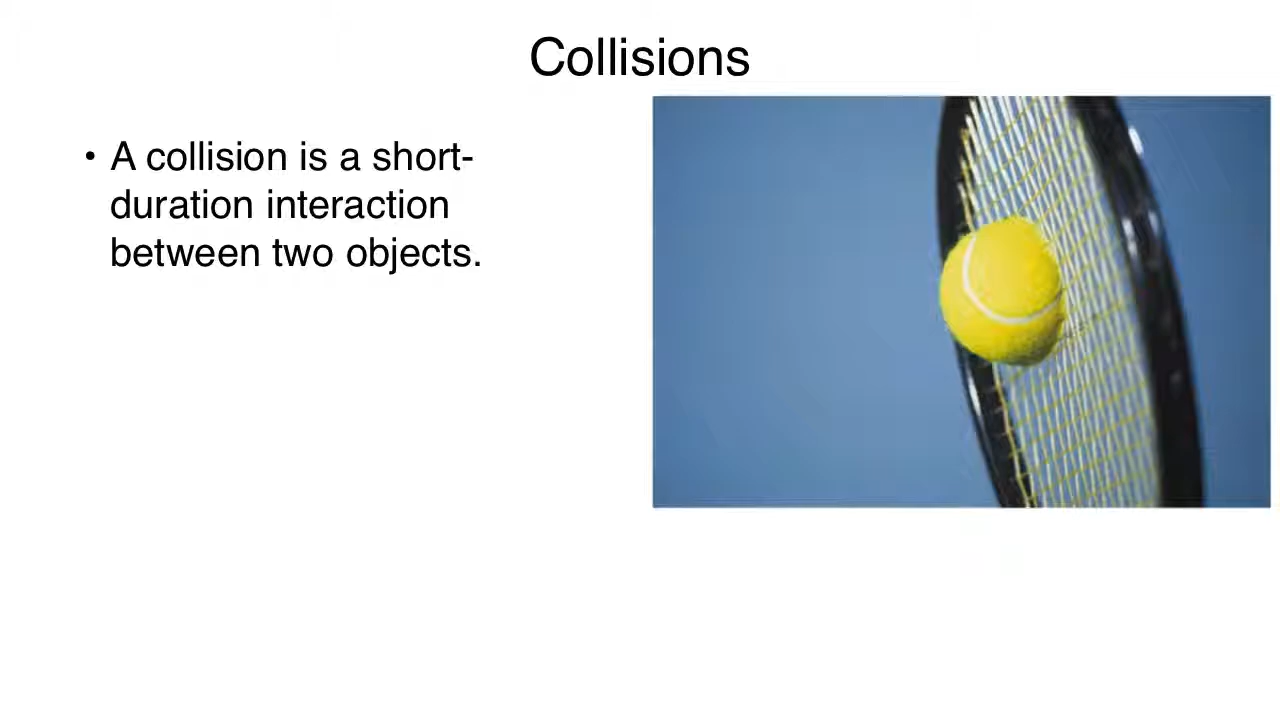 Collisions
• A collision is a short-
duration interaction
between two objects.